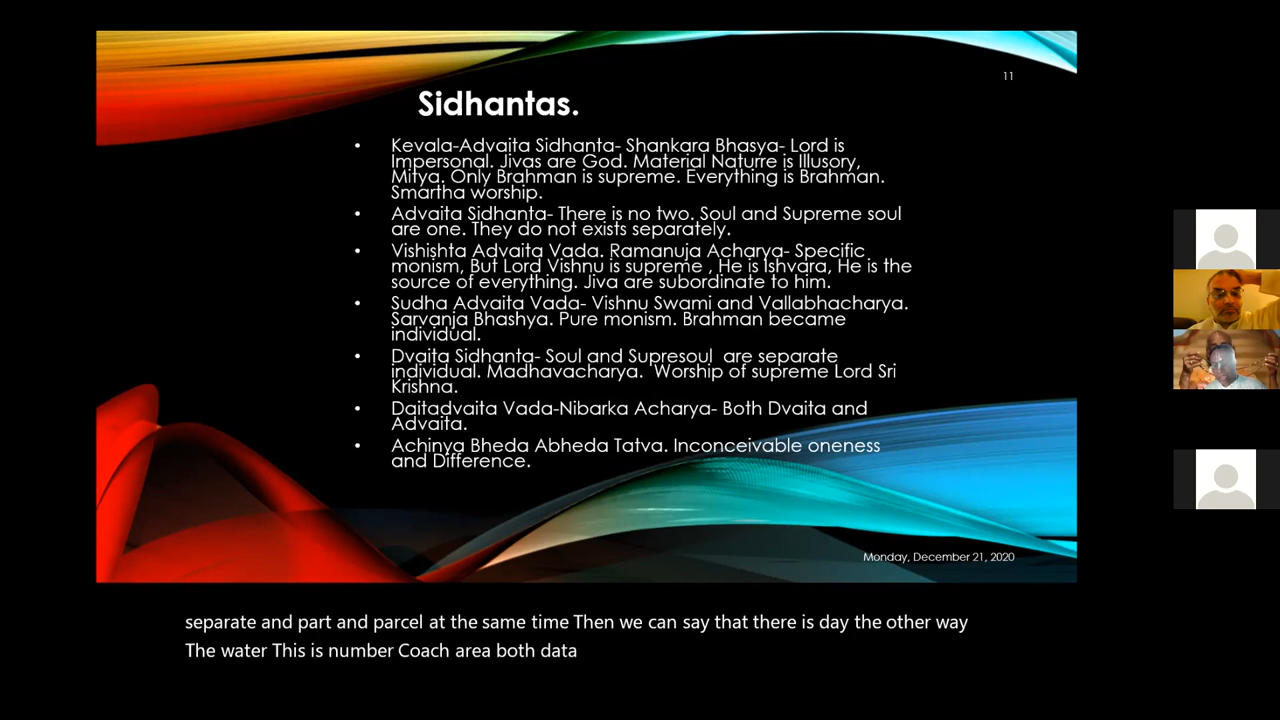 11
Sidhantas.
• Kevala-Advaita Sidhanta- Shankara Bhasya- Lord is
Impersonal. Jivas are God. Material Naturre is Illusory,
Mitya. Only Brahman is supreme. Everything is Brahman.
Smartha worship.
• Advaita Sidhanta- There is no two. Soul and Supreme soul
are one. They do not exists separately.
• Vishishta Advaita Vada. Ramanuja Acharya- Specific
monism, But Lord Vishnu is supreme , He is Ishvara, He is the
source of everything. Jiva are subordinate to him.
• Sudha Advaita Vada- Vishnu Swami and Vallabhacharya.
Sarvanja Bhashya. Pure monism. Brahman became
individual.
• Dvaita Sidhanta- Soul and Supresoul  are separate
individual. Madhavacharya.  Worship of supreme Lord Sri
Krishna.
• Daitadvaita Vada-Nibarka Acharya- Both Dvaita and
Advaita.
• Achinya Bheda Abheda Tatva. Inconceivable oneness
and Difference.
Monday, December 21, 2020
separate and part and parcel at the same time Then we can say that there is day the other way
The water This is number Coach area both data